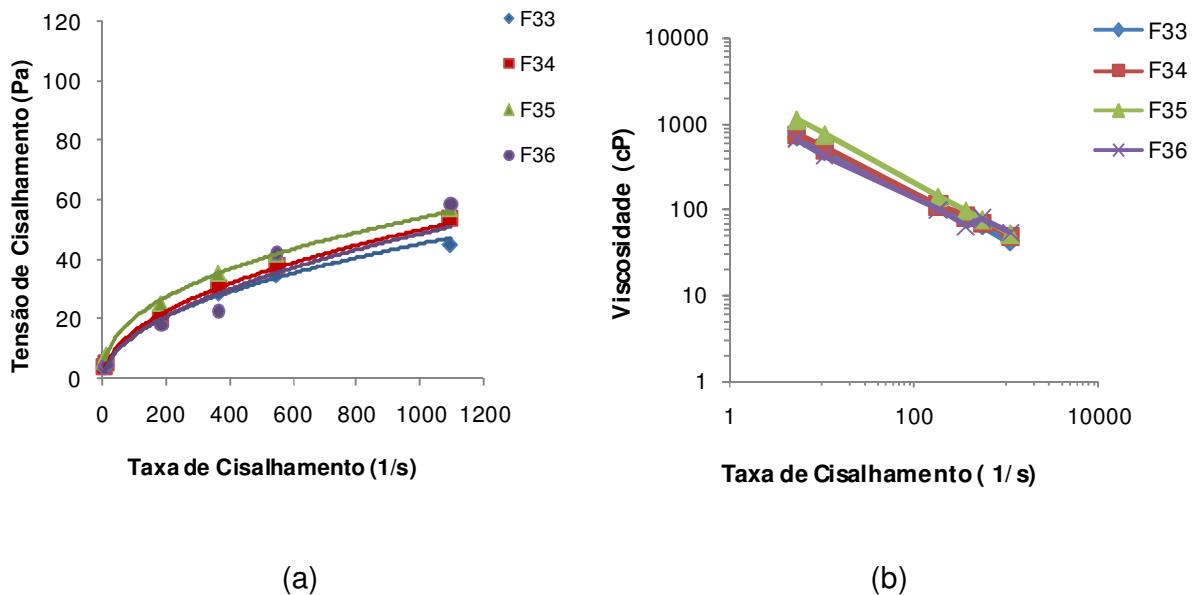 120
100
80
60
40
20
0
0 200 400 600 800 1000 1200
Tensão de Cisalhamento (Pa)
Taxa de Cisalhamento (1/s)
F33
F34
F35
F36
(a)
10000
1000
100
10
1
1 100 10000
Viscosidade (cP)
Taxa de Cisalhamento ( 1/ s)
F33
F34
F35
F36
(b)